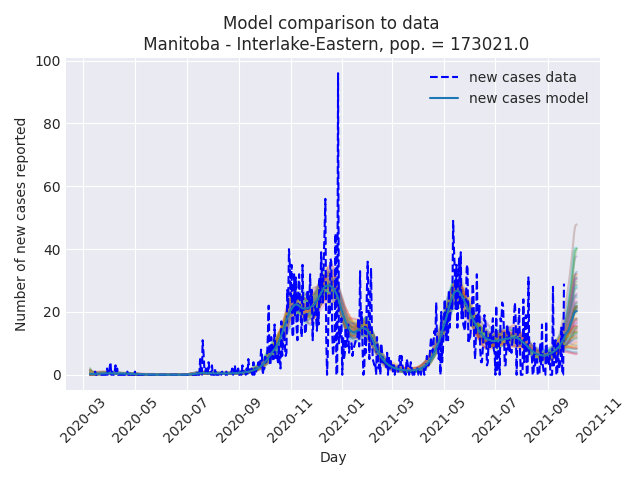 Model comparison to data
Manitoba - Interlake-Eastern, pop. = 173021.0
new cases data
new cases model
Number of new cases reported
100
80
60
40
20
0
2020-03
2020-05
2020-07
2020-09
2020-11
2021-01
2021-03
2021-05
2021-07
2021-09
2021-11
Day